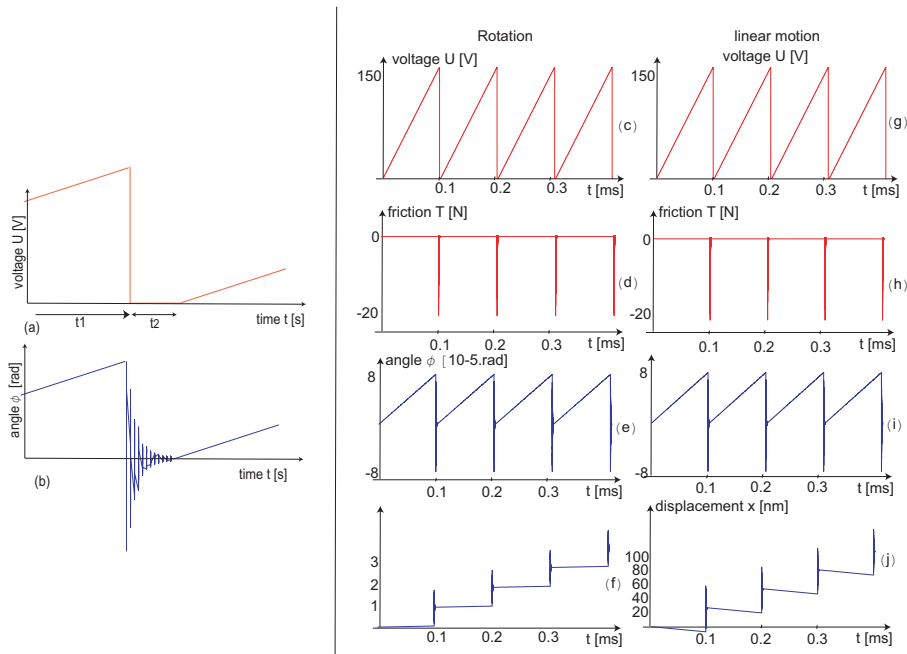 voltage U [V]
t1
t2
time t [s]
(a)
angle ϕ [rad]
time t [s]
(b)
Rotation
voltage U [V]
150
(c)
0.1
0.2
0.3
t [ms]
friction T [N]
0
-20
(d)
0.1
0.2
0.3
t [ms]
angle ϕ [10-5.rad]
8
-8
(e)
0.1
0.2
0.3
t [ms]
3
2
1
(f)
0.1
0.2
0.3
t [ms]
linear motion
voltage U [V]
150
(g)
0.1
0.2
0.3
t [ms]
friction T [N]
0
-20
(h)
0.1
0.2
0.3
t [ms]
8
-8
(i)
0.1
0.2
0.3
t [ms]
displacement x [nm]
100
80
60
40
20
(j)
0.1
0.2
0.3
t [ms]